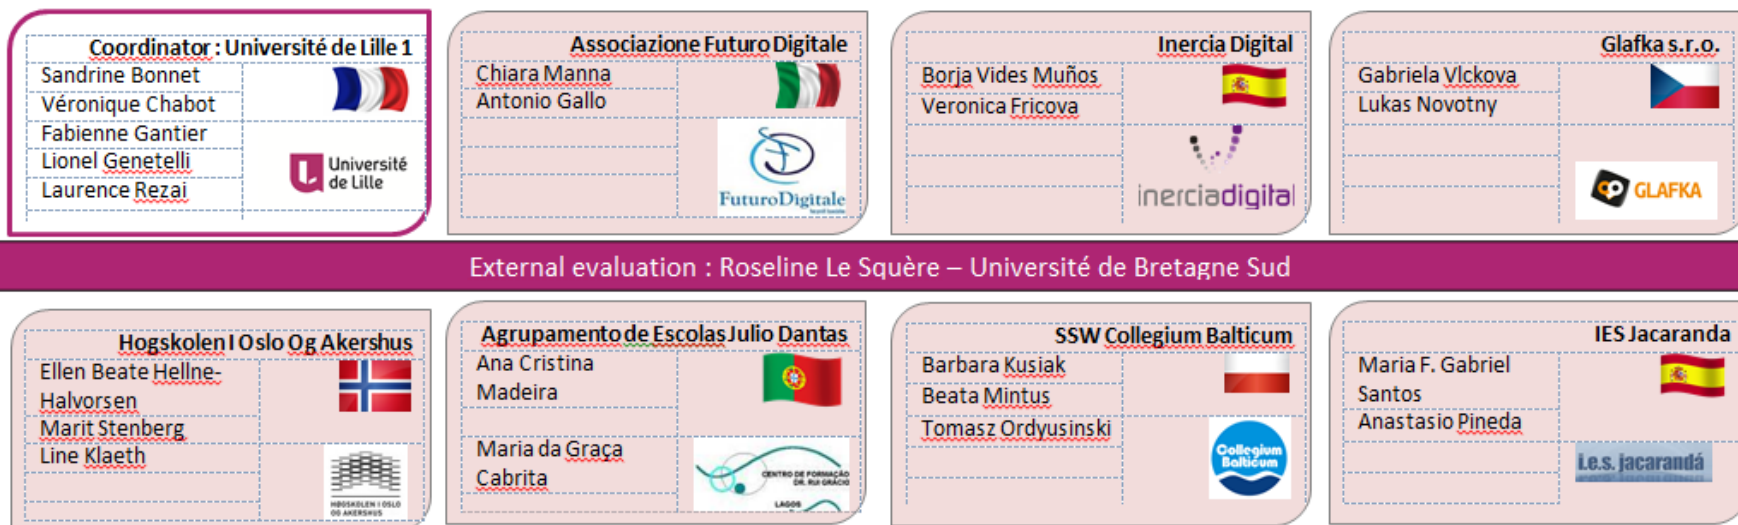 Coordinator : Université de Lille 1
Sandrine Bonnet
Véronique Chabot
Fabienne Gantier
Lionel Genetelli
Laurence Rezai
Université
de Lille
Associazione Futuro Digitale
Chiara Manna
Antonio Gallo
FuturoDigitale
Inercia Digital
Borja Vides Muños
Veronica Fricova
inerciadigital
Glafka s.r.o.
Gabriela Vlckova
Lukas Novotny
GLAFKA
External evaluation : Roseline Le Squère – Université de Bretagne Sud
Hogskolen I Oslo Og Akershus
Ellen Beate Hellne-
Halvorsen
Marit Stenberg
Line Klaeth
HØGSKOLEN I OSLO
OG AKERSHUS
Agrupamento de Escolas Julio Dantas
Ana Cristina
Madeira
Maria da Graça
Cabrita
CENTRO DE FORMAÇÃO
DR. RUI GRÁCIO
LAGOS
SSW Collegium Balticum
Barbara Kusiak
Beata Mintus
Tomasz Ordyusinski
Collegium
Balticum
IES Jacaranda
Maria F. Gabriel
Santos
Anastasio Pineda
i.e.s. jacarandá